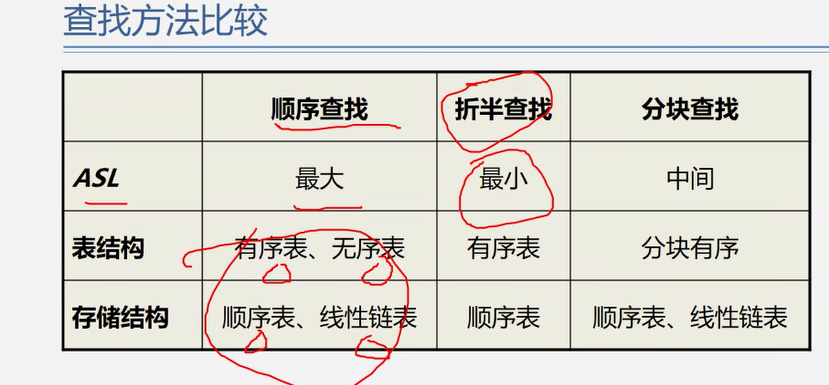 查找方法比较
顺序查找 折半查找 分块查找
ASL 最大 最小 中间
表结构 有序表、无序表 有序表 分块有序
存储结构 顺序表、线性链表 顺序表 顺序表、线性链表